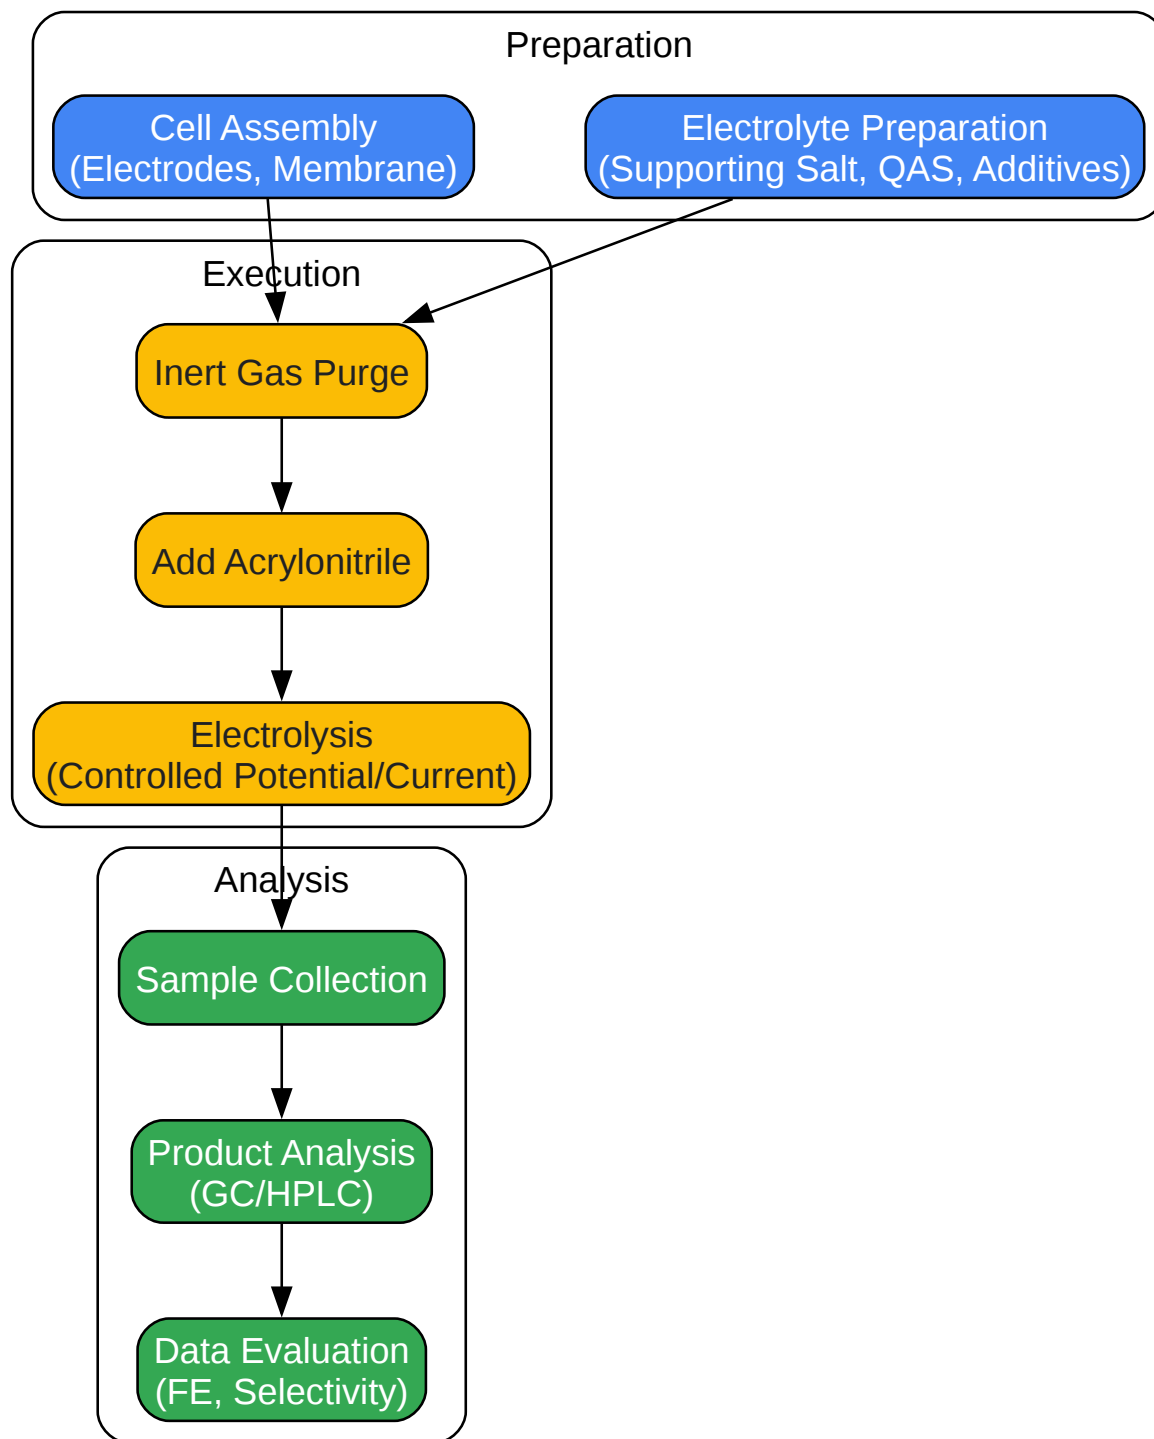 Preparation
Cell Assembly
(Electrodes, Membrane)
Electrolyte Preparation
(Supporting Salt, QAS, Additives)
Execution
Inert Gas Purge
Add Acrylonitrile
Electrolysis
(Controlled Potential/Current)
Analysis
Sample Collection
Product Analysis
(GC/HPLC)
Data Evaluation
(FE, Selectivity)